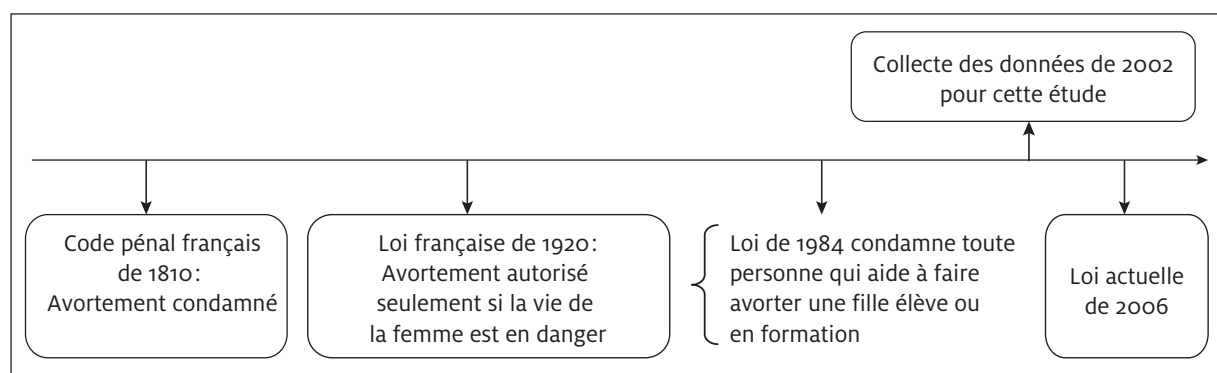 Collecte des données de 2002
pour cette étude
Code pénal français
de 1810:
Avortement condamné
Loi française de 1920:
Avortement autorisé
seulement si la vie de
la femme est en danger
Loi de 1984 condamne toute
personne qui aide à faire
avorter une fille élève ou
en formation
Loi actuelle
de 2006